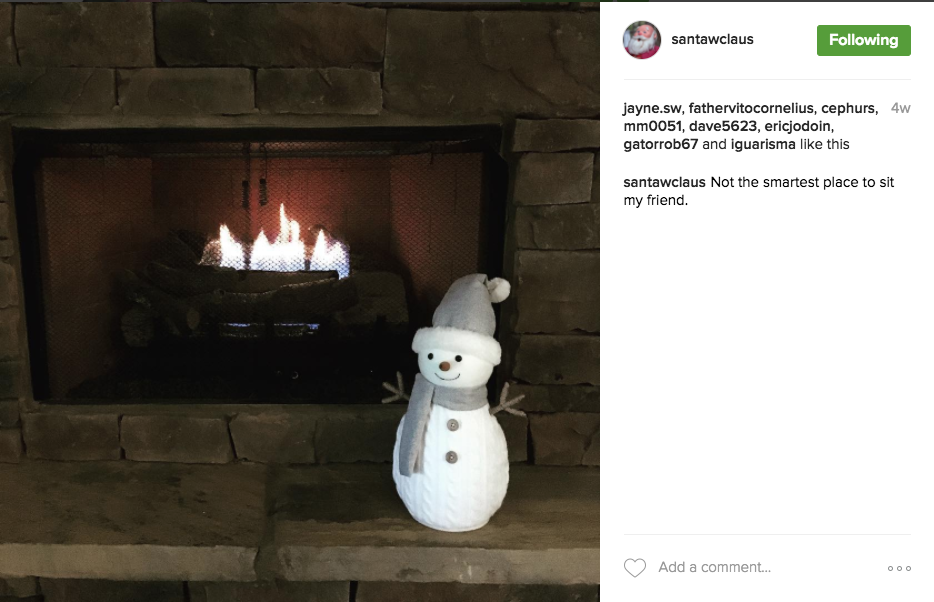 santawclaus
Following
jayne.sw, fathervitocornelius, cephurs,
4w
mm0051, dave5623, ericjodoin,
gatorrob67 and iguarisma like this
santawclaus Not the smartest place to sit
my friend.
Add a comment...